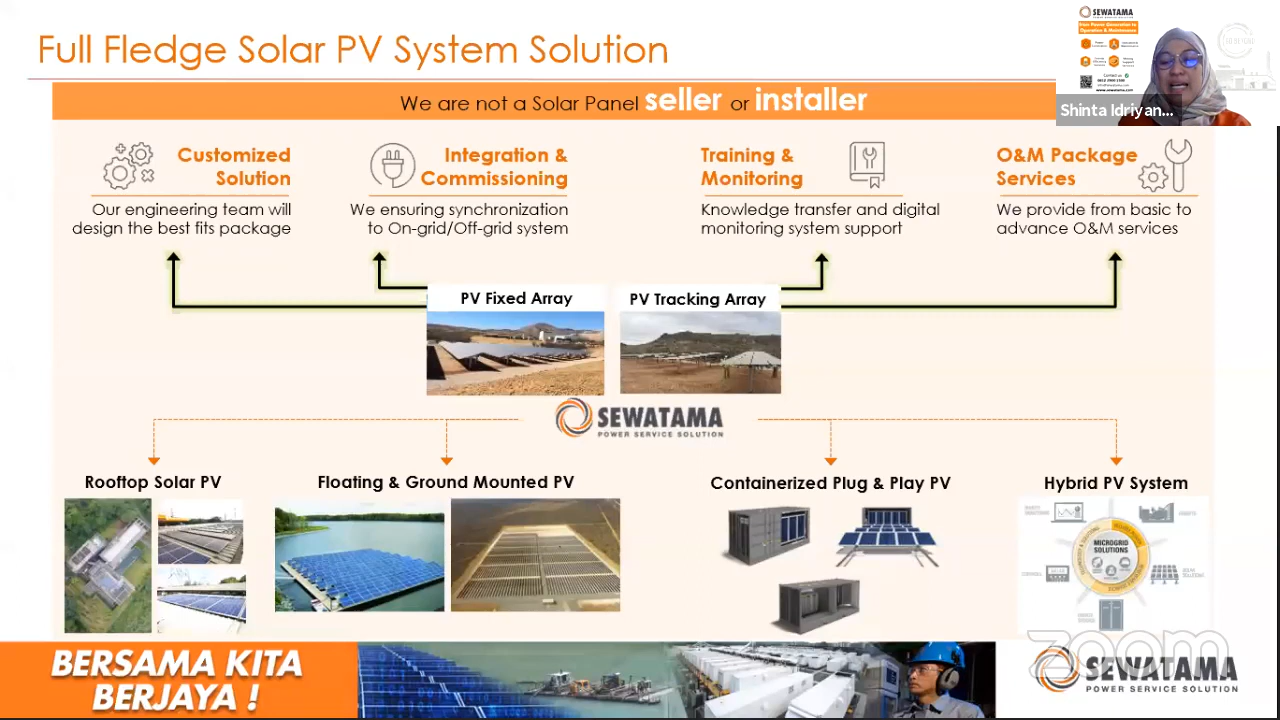 Full Fledge Solar PV System Solution
We are not a Solar Panel seller or installer
SEWATAMA
Shinta Idriyan...
Customized
Solution
Our engineering team will
design the best fits package
Integration &
Commissioning
We ensuring synchronization
to On-grid/Off-grid system
Training &
Monitoring
Knowledge transfer and digital
monitoring system support
O&M Package
Services
We provide from basic to
advance O&M services
PV Fixed Array
PV Tracking Array
SEWATAMA
POWER SERVICE SOLUTION
Rooftop Solar PV
Floating & Ground Mounted PV
Containerized Plug & Play PV
Hybrid PV System
MICROGRID
SOLUTIONS
BERSAMA KITA
BERJAYA !
zoom
SEWATAMA
POWER SERVICE SOLUTION